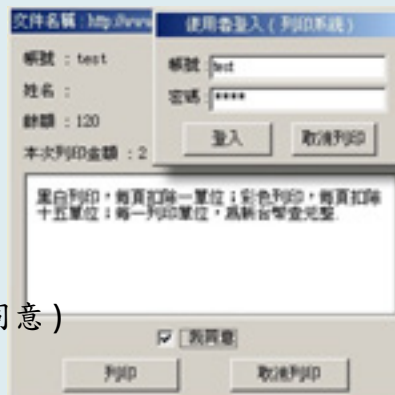 文件名稱：http://www
使用者登入（列印系統）
帳號：test
姓名：
餘額：120
本次列印金額：2
帳號：test
密碼：****
登入 取消列印
黑白列印，每頁扣除一單位；彩色列印，每頁扣除
十五單位；每一列印單位，為新台幣壹元整.
同意)
我同意
列印 取消列印